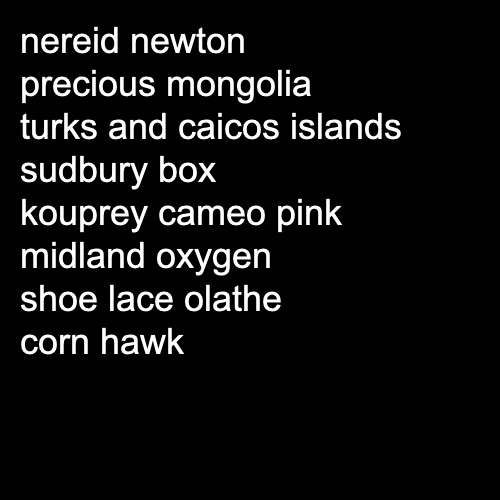 nereid newton
precious mongolia
turks and caicos islands
sudbury box
kouprey cameo pink
midland oxygen
shoe lace olathe
corn hawk